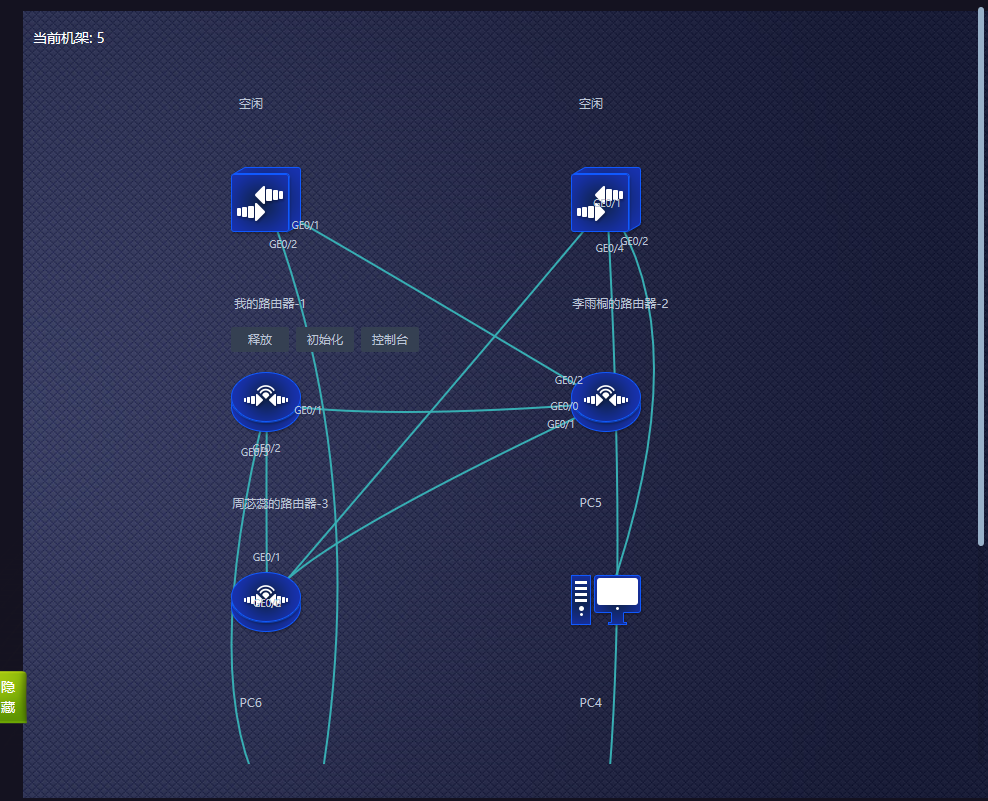 当前机架: 5
空闲
空闲
GE0/1
GE0/1
GE0/2
GE0/2
GE0/4
我的路由器-1
李雨桐的路由器-2
释放
初始化
控制台
GE0/2
GE0/1
GE0/0
GE0/1
GE0/2
GE0/3
周苾蕊的路由器-3
PC5
GE0/1
隐藏
PC6
PC4